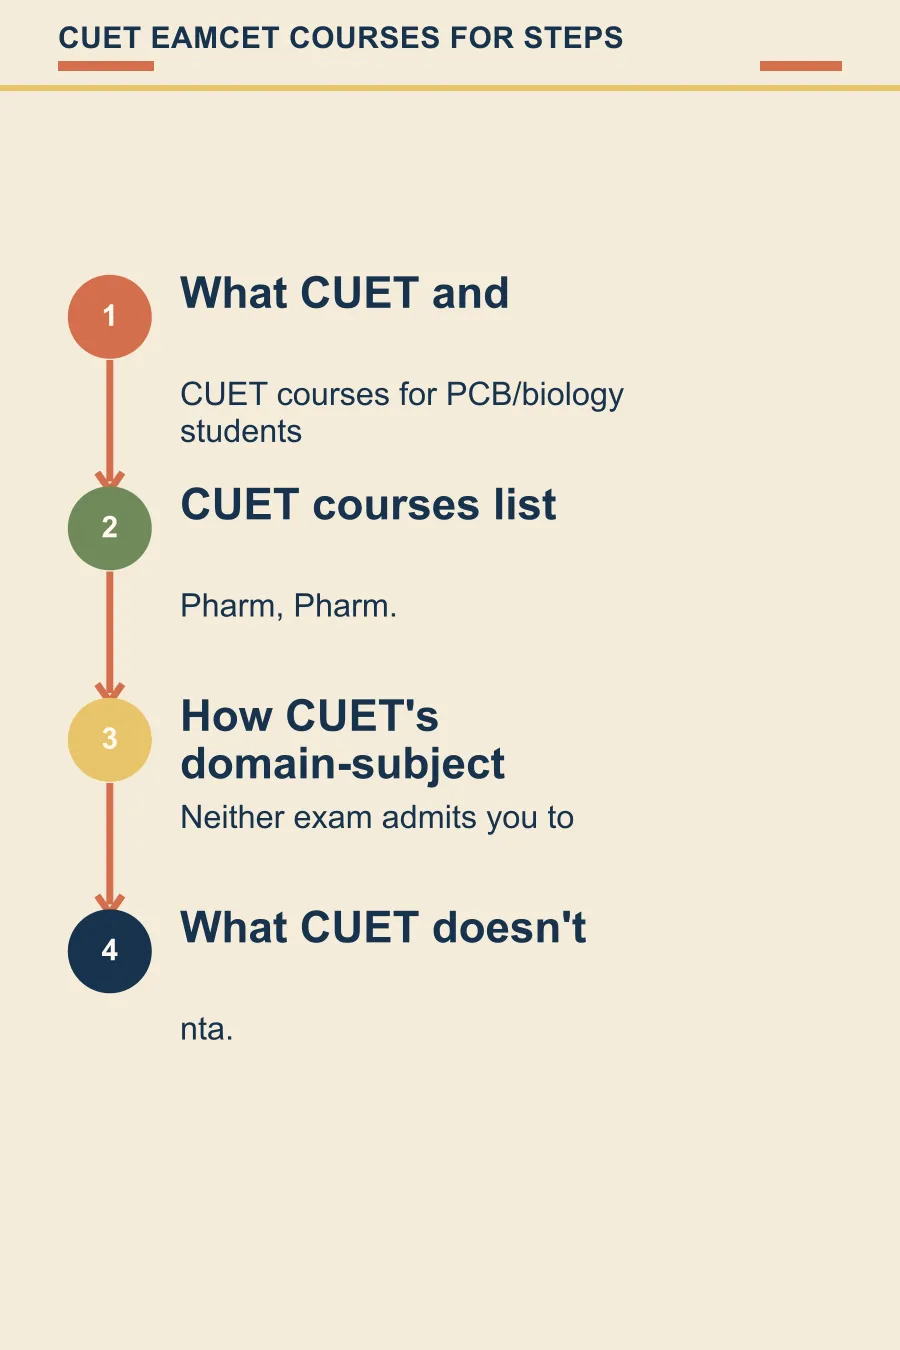 CUET EAMCET COURSES FOR STEPS
1
What CUET and
CUET courses for PCB/biology
students
2
CUET courses list
Pharm, Pharm.
3
How CUET's
domain-subject
Neither exam admits you to
4
What CUET doesn't
nta.